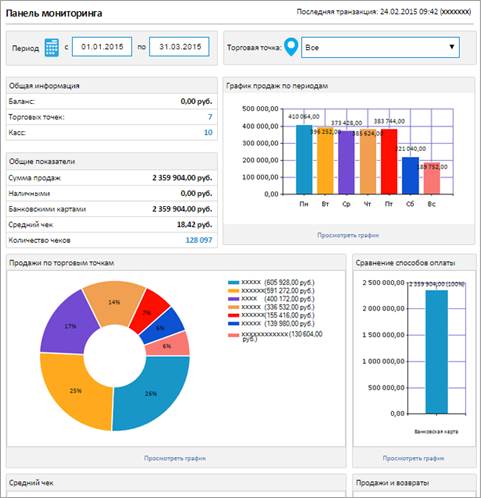 Панель мониторинга
Последняя транзакция: 24.02.2015 09:42 (xxxxxxx)
Период с 01.01.2015 по 31.03.2015
Торговая точка: Все
Общая информация
Баланс: 0,00 руб.
Торговых точек: 7
Касс: 10
Общие показатели
Сумма продаж 2 359 904,00 руб.
Наличными 0,00 руб.
Банковскими картами 2 359 904,00 руб.
Средний чек 18,42 руб.
Количество чеков 128 097
График продаж по периодам
500 000,00
400 000,00
300 000,00
200 000,00
100 000,00
0,00
410 064,00
396 252,00
373 428,00
385 624,00
383 744,00
221 040,00
189 752,00
Пн Вт Ср Чт Пт Сб Вс
Просмотреть график
Продажи по торговым точкам
14%
7%
6%
6%
26%
25%
17%
xxxxxx (605 928,00 руб.)
xxxxxx(591 272,00 руб.)
xxxx (400 172,00 руб.)
xxxxxx (336 532,00 руб.)
xxxxxx(155 416,00 руб.)
xxxxx (139 980,00 руб.)
xxxxxxxxxxxx (130 604,00
руб.)
Просмотреть график
Сравнение способов оплаты
2 500 000,00
2 000 000,00
1 500 000,00
1 000 000,00
500 000,00
0,00
2 359 904,00 (100%)
Банковская карта
Просмотреть график
Средний чек
Продажи и возвраты